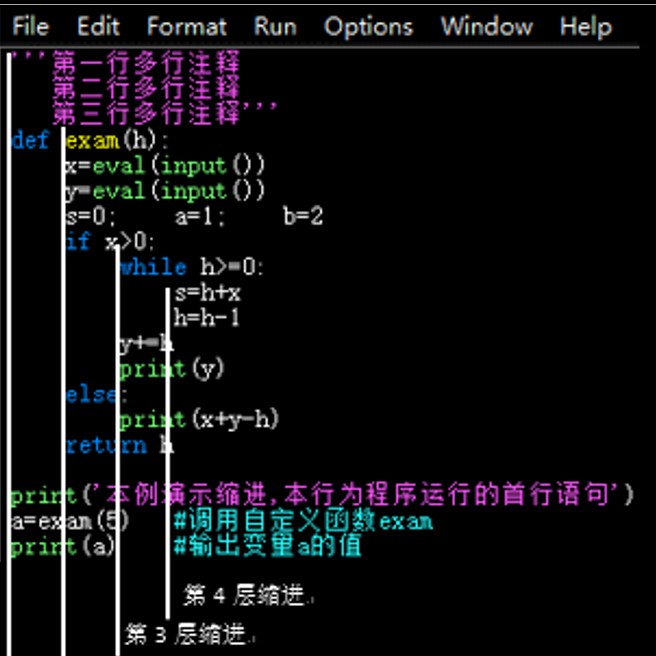 File Edit Format Run Options Window Help
'''第一行多行注释
第二行多行注释
第三行多行注释'''
def exam(h):
x=eval(input())
y=eval(input())
s=0; a=1; b=2
if x>0:
while h>=0:
s=h+x
h=h-1
y+=h
print(y)
else:
print(x+y-h)
return h
print('本例演示缩进,本行为程序运行的首行语句')
a=exam(5) #调用自定义函数exam
print(a) #输出变量a的值
第 4 层缩进
第 3 层缩进